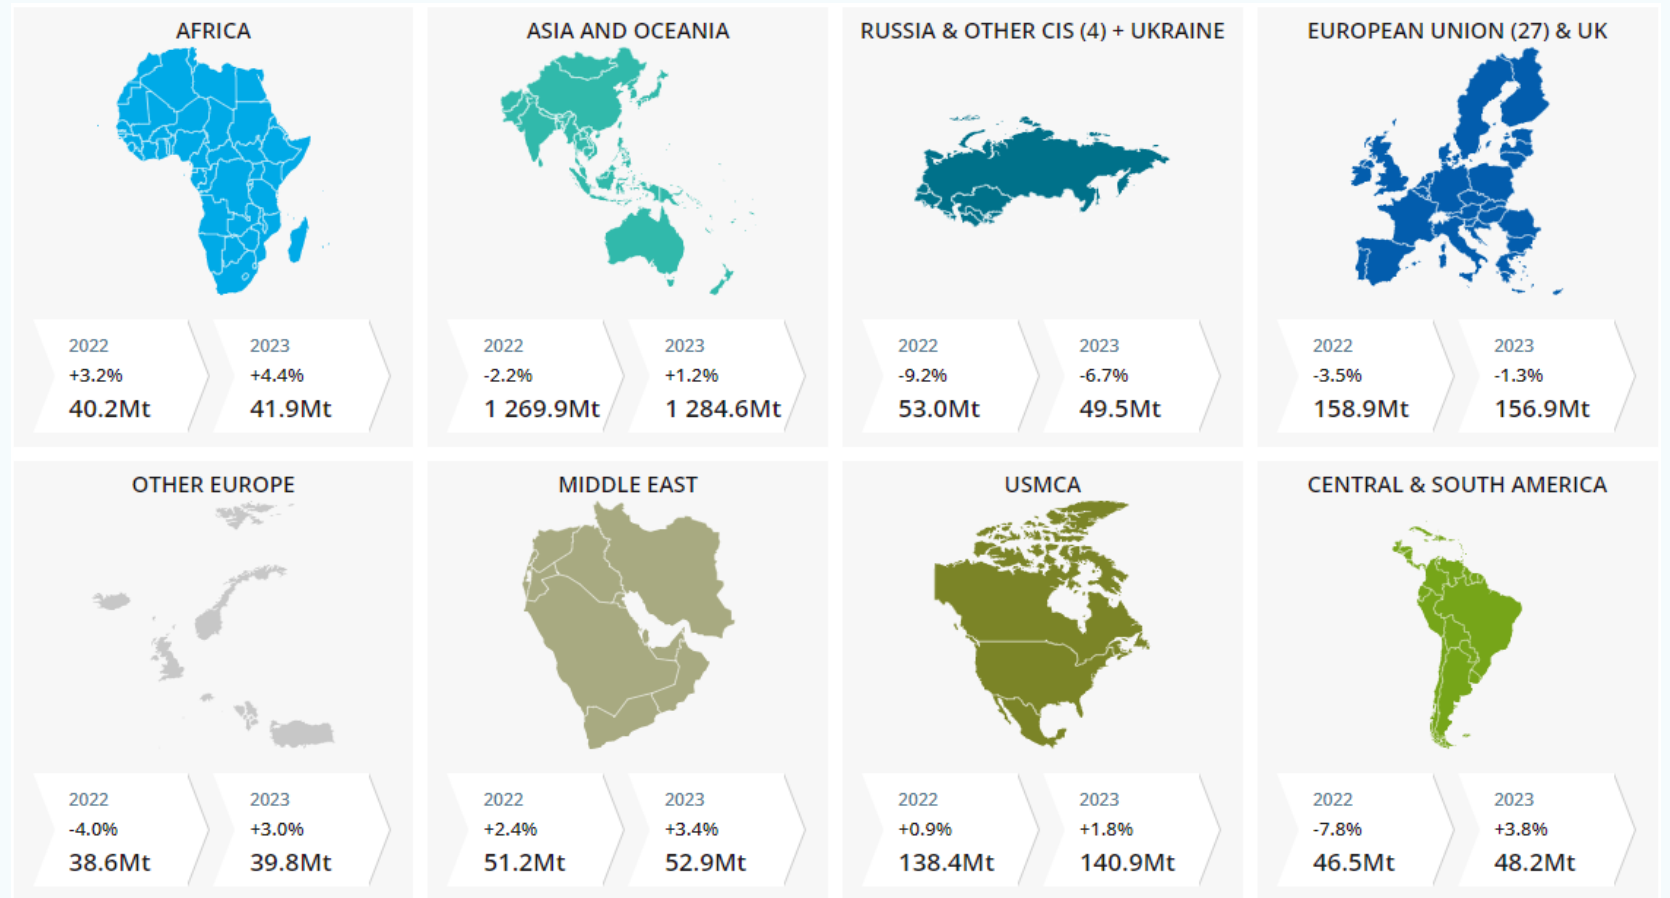 AFRICA
2022
+3.2%
40.2Mt
2023
+4.4%
41.9Mt
ASIA AND OCEANIA
2022
-2.2%
1 269.9Mt
2023
+1.2%
1 284.6Mt
RUSSIA & OTHER CIS (4) + UKRAINE
2022
-9.2%
53.0Mt
2023
-6.7%
49.5Mt
EUROPEAN UNION (27) & UK
2022
-3.5%
158.9Mt
2023
-1.3%
156.9Mt
OTHER EUROPE
2022
-4.0%
38.6Mt
2023
+3.0%
39.8Mt
MIDDLE EAST
2022
+2.4%
51.2Mt
2023
+3.4%
52.9Mt
USMCA
2022
+0.9%
138.4Mt
2023
+1.8%
140.9Mt
CENTRAL & SOUTH AMERICA
2022
-7.8%
46.5Mt
2023
+3.8%
48.2Mt